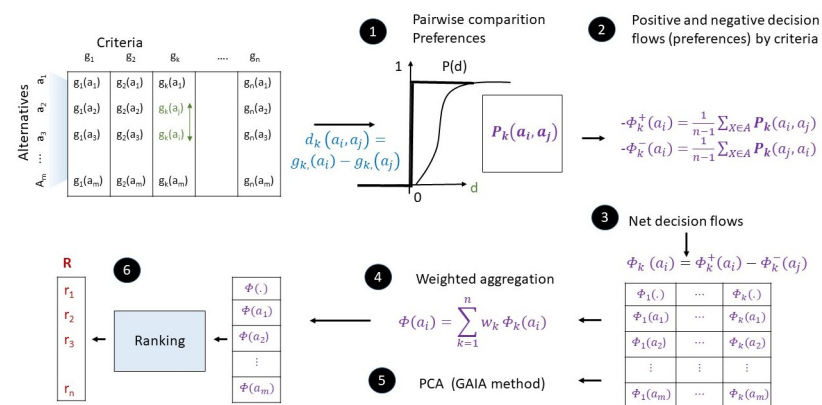 1
Pairwise comparition
Preferences
2
Positive and negative decision
flows (preferences) by criteria
Criteria
g₁ g₂ gₖ .... gₙ
Alternatives
a₁ g₁(a₁) g₂(a₁) gₖ(a₁) gₙ(a₁)
a₂ g₁(a₂) g₂(a₂) gₖ(aⱼ) gₙ(a₂)
a₃ g₁(a₃) g₂(a₃) gₖ(aᵢ) gₙ(a₃)
...
Aₘ g₁(aₘ) g₂(aₘ) gₖ(aₘ) gₙ(aₘ)
dₖ (aᵢ,aⱼ) =
gₖ,(aᵢ) − gₖ,(aⱼ)
1
P(d)
0
d
Pₖ(aᵢ, aⱼ)
-Φₖ⁺(aᵢ) = 1/(n−1) ∑_{X∈A} Pₖ(aᵢ, aⱼ)
-Φₖ⁻(aᵢ) = 1/(n−1) ∑_{X∈A} Pₖ(aⱼ, aᵢ)
3
Net decision flows
Φₖ (aᵢ) = Φₖ⁺(aᵢ) − Φₖ⁻(aⱼ)
Φ₁(.) ... Φₖ(.)
Φ₁(a₁) ... Φₖ(a₁)
Φ₁(a₂) ... Φₖ(a₂)
⋮ ⋮ ⋮
Φ₁(aₘ) ... Φₖ(aₘ)
4
Weighted aggregation
Φ(aᵢ) = ∑_{k=1}^{n} wₖ Φₖ(aᵢ)
5
PCA (GAIA method)
Φ(.)
Φ(a₁)
Φ(a₂)
⋮
Φ(aₘ)
6
Ranking
R
r₁
r₂
r₃
rₙ